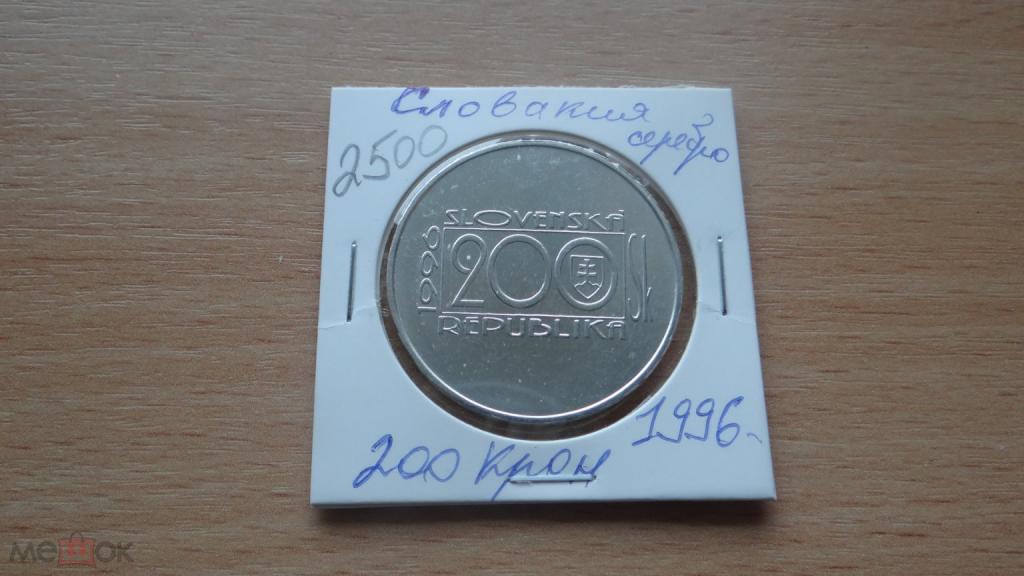 Словакия
серебро
2500
SLOVENSKÁ
1996
200 Sk
REPUBLIKA
1996
200 крон
мешок